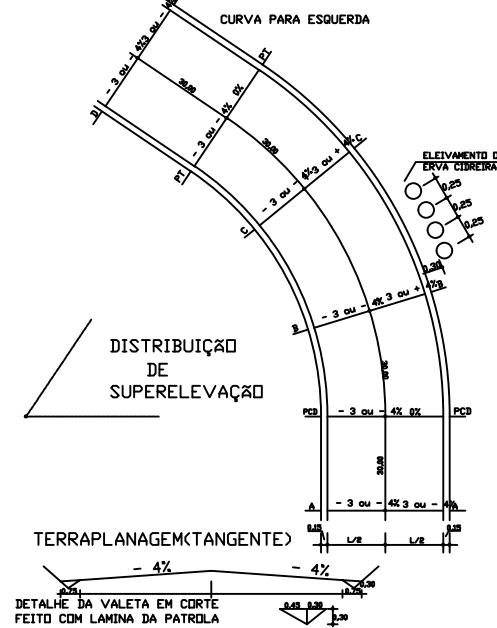 CURVA PARA ESQUERDA
- 3 ou - 4%
3 ou -
D
30,00
PT
- 3 ou - 4% 0%
PT
30,00
4% C
- 3 ou - 4%
3 ou +
C
ELEIVAMENTO D
ERVA CIDREIRA
0,25
0,25
0,25
0,30
4% B
- 3 ou - 4% 3 ou +
B
DISTRIBUIÇÃO
DE
SUPERELEVAÇÃO
30,00
PCD - 3 ou - 4% 0% PCD
30,00
A - 3 ou - 4% 3 ou - 4% A
0,15 0,15
L/2 L/2
TERRAPLANAGEM(TANGENTE)
- 4% - 4%
0,75 0,75 0,30
DETALHE DA VALETA EM CORTE
FEITO COM LAMINA DA PATROLA
0,45 0,30
0,30